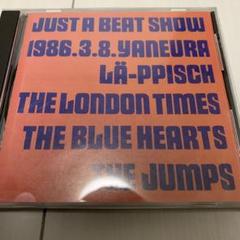 JUST A BEAT SHOW
1986.3.8.YANEURA
LÄ-PPISCH
THE LONDON TIMES
THE BLUE HEARTS
THE JUMPS